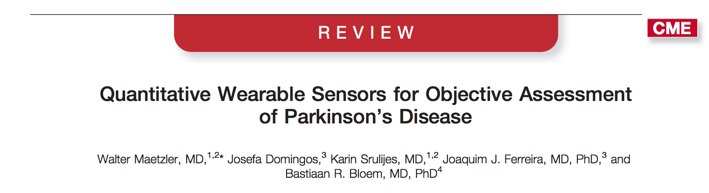 REVIEW
CME
Quantitative Wearable Sensors for Objective Assessment
of Parkinson's Disease
Walter Maetzler, MD,1,2* Josefa Domingos,3 Karin Srulijes, MD,1,2 Joaquim J. Ferreira, MD, PhD,3 and
Bastiaan R. Bloem, MD, PhD4